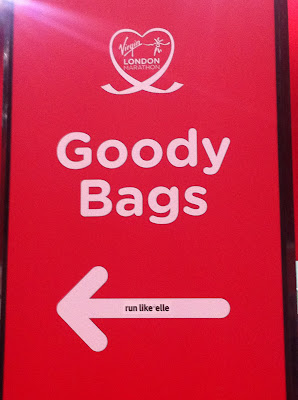 Virgin
LONDON
MARATHON
Goody
Bags
run like 'elle